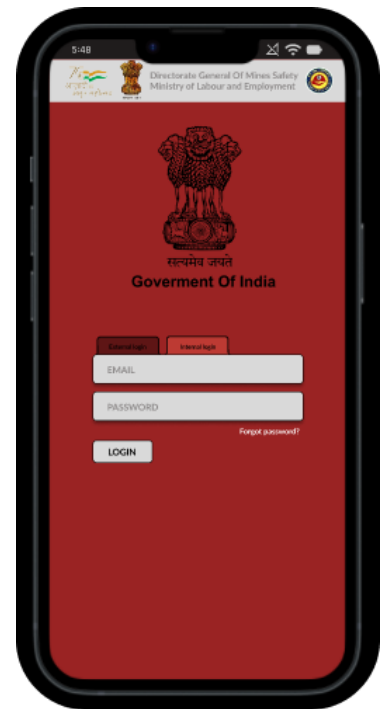 5:48
Directorate General Of Mines Safety
Ministry of Labour and Employment
सत्यमेव जयते
Goverment Of India
External login
Internal login
EMAIL
PASSWORD
Forgot password?
LOGIN